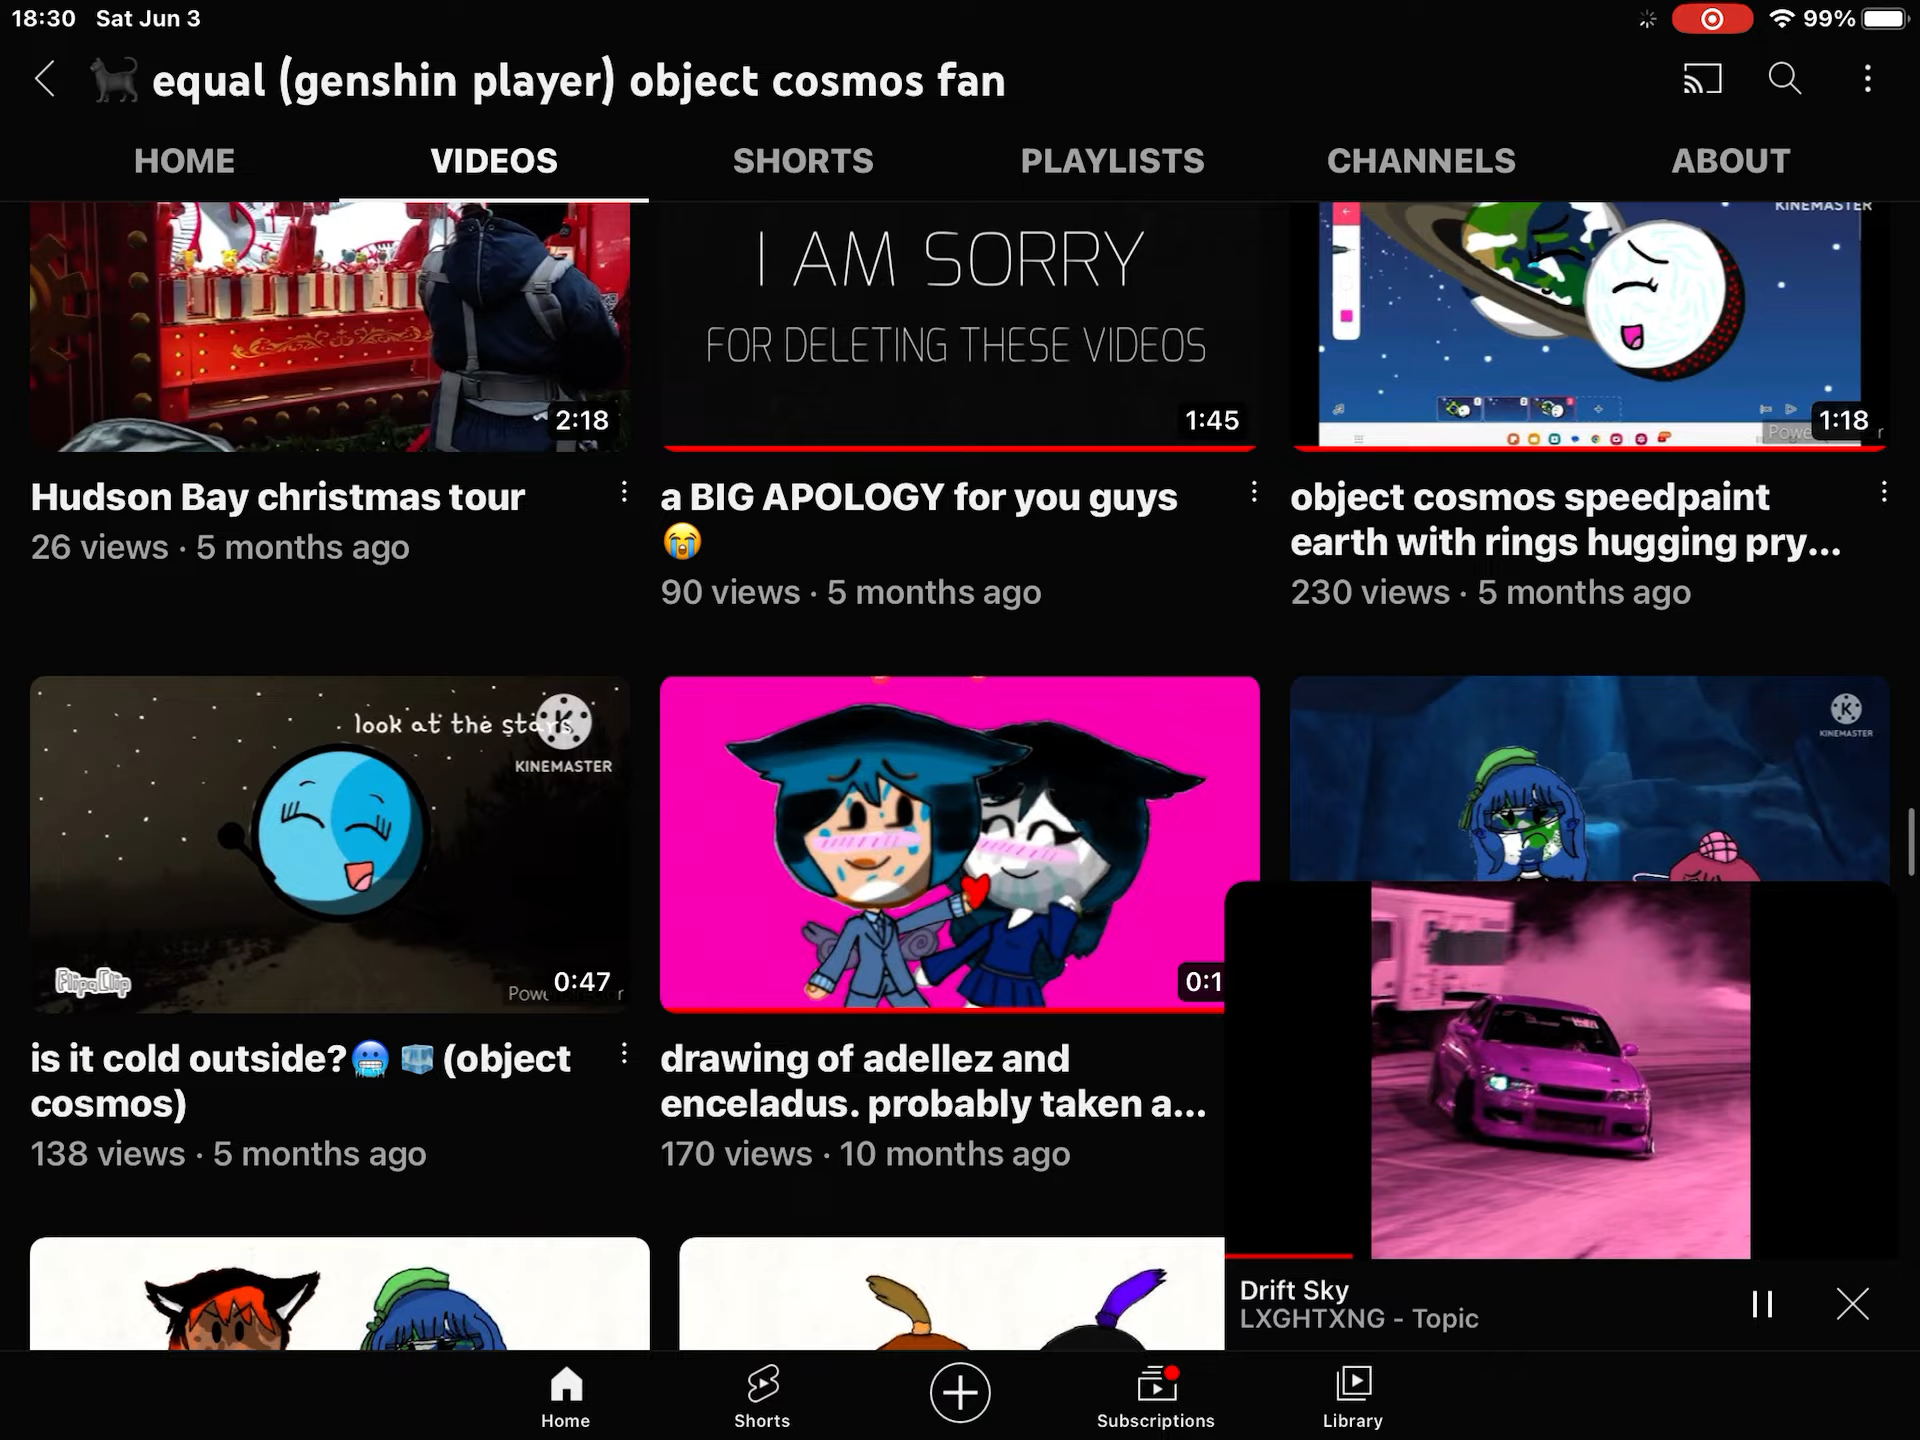 18:30 Sat Jun 3
99%
🐈‍⬛ equal (genshin player) object cosmos fan
HOME VIDEOS SHORTS PLAYLISTS CHANNELS ABOUT
2:18
I AM SORRY
FOR DELETING THESE VIDEOS
1:45
KINEMASTER
1:18
Hudson Bay christmas tour
26 views · 5 months ago
a BIG APOLOGY for you guys
😭
90 views · 5 months ago
object cosmos speedpaint
earth with rings hugging pry...
230 views · 5 months ago
look at the stars
KINEMASTER
FlipaClip
0:47
0:1
KINEMASTER
is it cold outside?🥶 🧊 (object
cosmos)
138 views · 5 months ago
drawing of adellez and
enceladus. probably taken a...
170 views · 10 months ago
Drift Sky
LXGHTXNG - Topic
Home Shorts Subscriptions Library